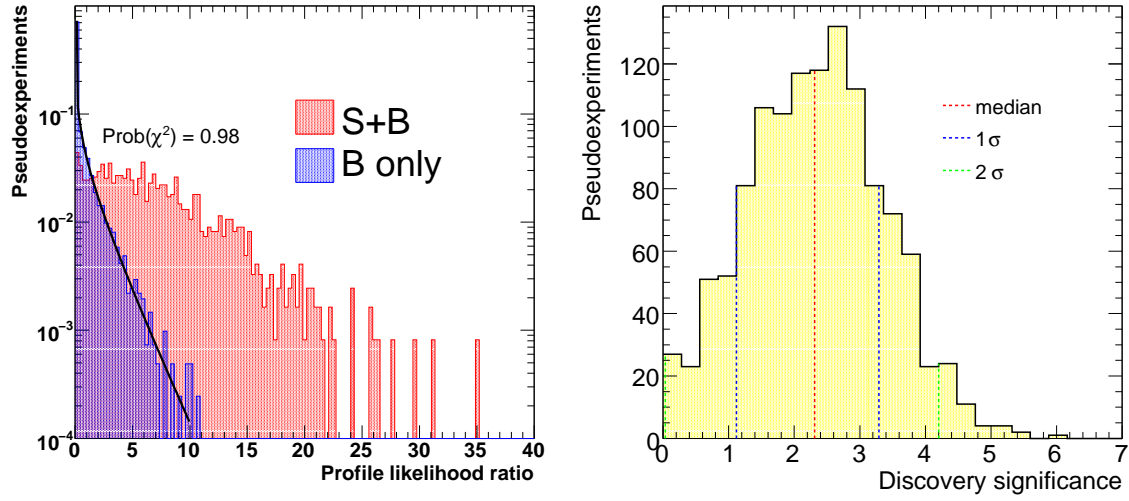 Pseudoexperiments
10⁻¹
10⁻²
10⁻³
10⁻⁴
Prob(χ²) = 0.98
S+B
B only
0 5 10 15 20 25 30 35 40
Profile likelihood ratio
Pseudoexperiments
120
100
80
60
40
20
0
median
1 σ
2 σ
0 1 2 3 4 5 6 7
Discovery significance